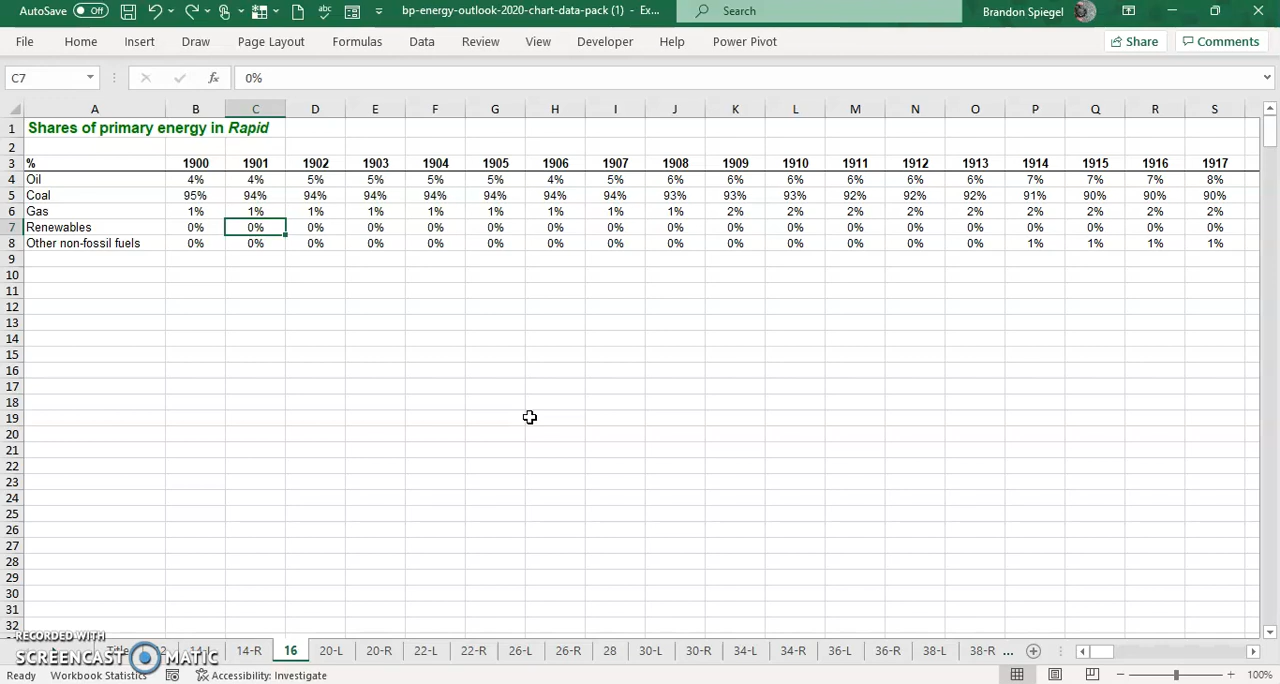 AutoSave Off bp-energy-outlook-2020-chart-data-pack (1) - Ex... Search Brandon Spiegel
File Home Insert Draw Page Layout Formulas Data Review View Developer Help Power Pivot Share Comments
C7 fx 0%
A B C D E F G H I J K L M N O P Q R S
1 Shares of primary energy in Rapid
2
3 % 1900 1901 1902 1903 1904 1905 1906 1907 1908 1909 1910 1911 1912 1913 1914 1915 1916 1917
4 Oil 4% 4% 5% 5% 5% 5% 4% 5% 6% 6% 6% 6% 6% 6% 7% 7% 7% 8%
5 Coal 95% 94% 94% 94% 94% 94% 94% 94% 93% 93% 93% 92% 92% 92% 91% 90% 90% 90%
6 Gas 1% 1% 1% 1% 1% 1% 1% 1% 1% 2% 2% 2% 2% 2% 2% 2% 2% 2%
7 Renewables 0% 0% 0% 0% 0% 0% 0% 0% 0% 0% 0% 0% 0% 0% 0% 0% 0% 0%
8 Other non-fossil fuels 0% 0% 0% 0% 0% 0% 0% 0% 0% 0% 0% 0% 0% 0% 1% 1% 1% 1%
9
10
11
12
13
14
15
16
17
18
19
20
21
22
23
24
25
26
27
28
29
30
31
32
RECORDED WITH
SCREENCAST MATIC
14-R 16 20-L 20-R 22-L 22-R 26-L 26-R 28 30-L 30-R 34-L 34-R 36-L 36-R 38-L 38-R ...
Ready Workbook Statistics Accessibility: Investigate 100%